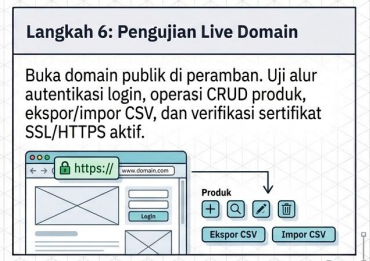 Langkah 6: Pengujian Live Domain
Buka domain publik di peramban. Uji alur
autentikasi login, operasi CRUD produk,
ekspor/impor CSV, dan verifikasi sertifikat
SSL/HTTPS aktif.
https://
www.domain.com
Login
Produk
Ekspor CSV
Impor CSV